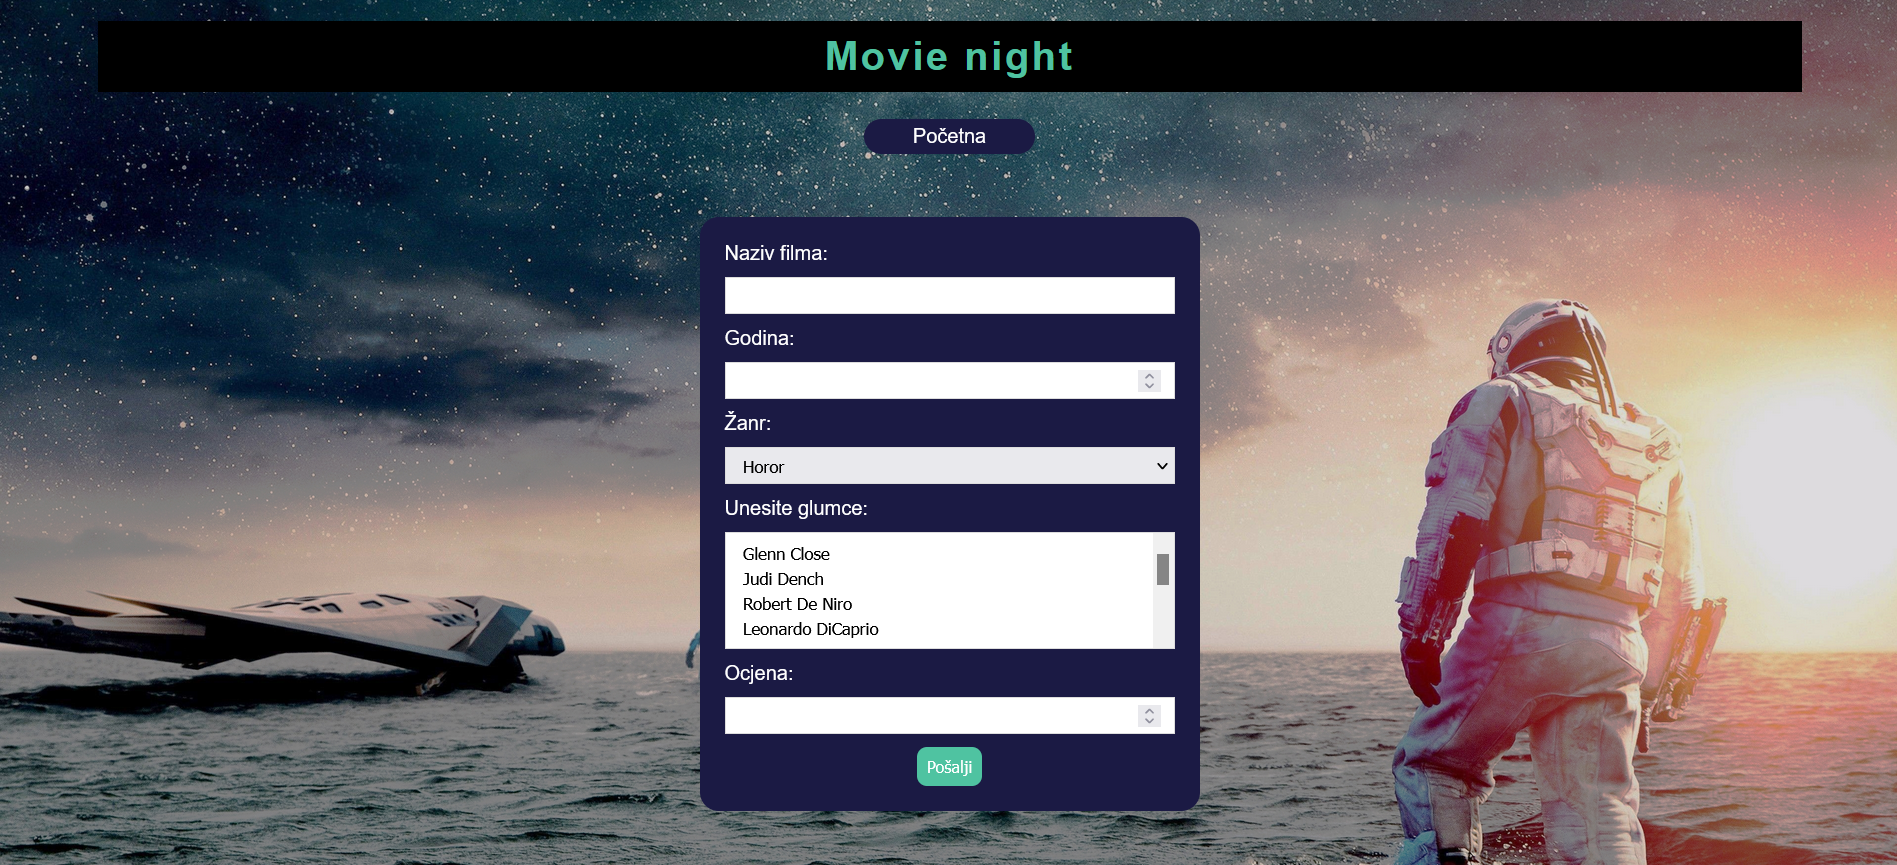 Movie night
Početna
Naziv filma:
Godina:
Žanr:
Horor
Unesite glumce:
Glenn Close
Judi Dench
Robert De Niro
Leonardo DiCaprio
Ocjena:
Pošalji